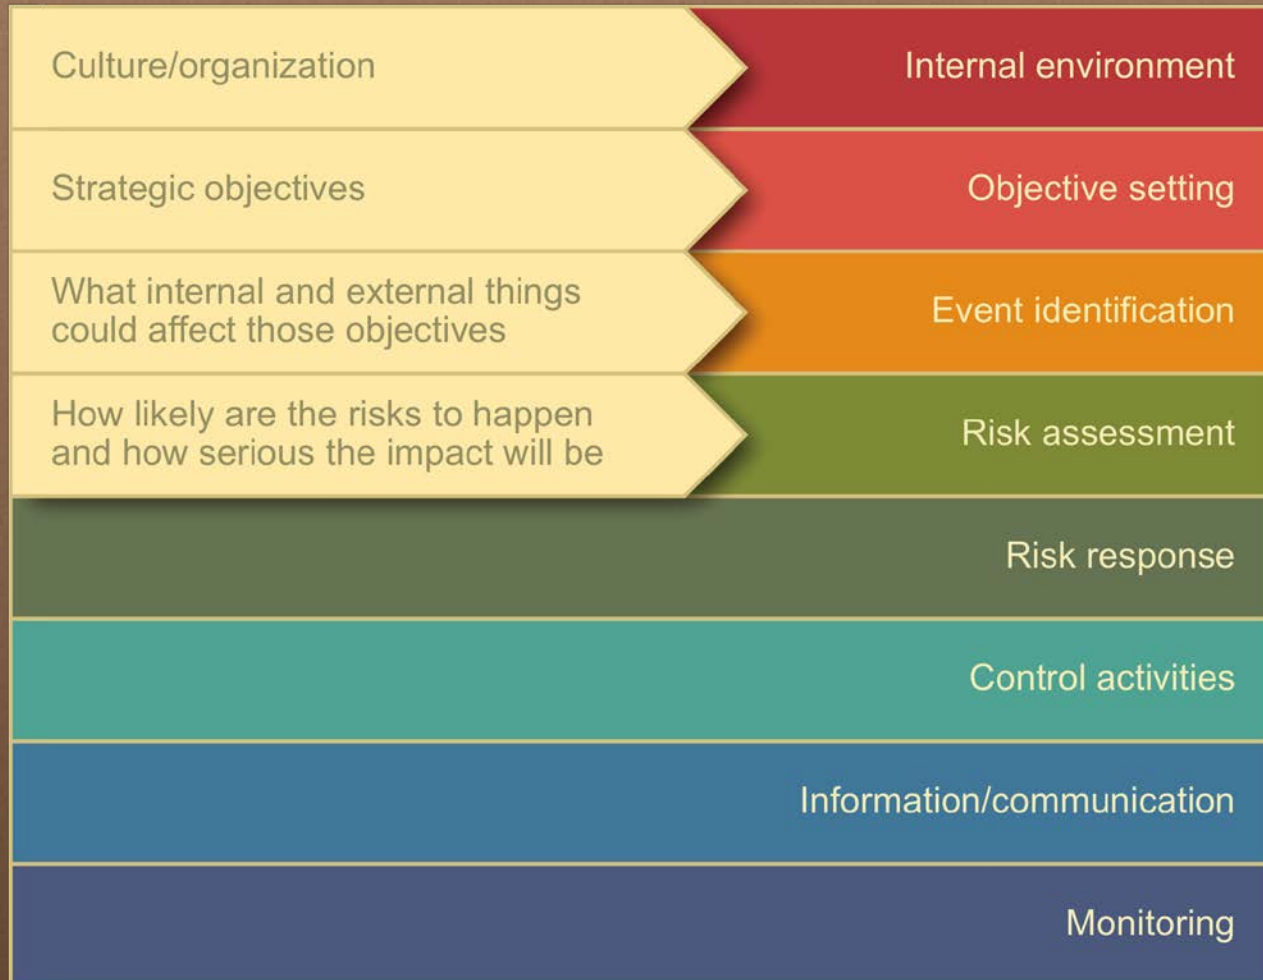 Culture/organization
Internal environment
Strategic objectives
Objective setting
What internal and external things
could affect those objectives
Event identification
How likely are the risks to happen
and how serious the impact will be
Risk assessment
Risk response
Control activities
Information/communication
Monitoring